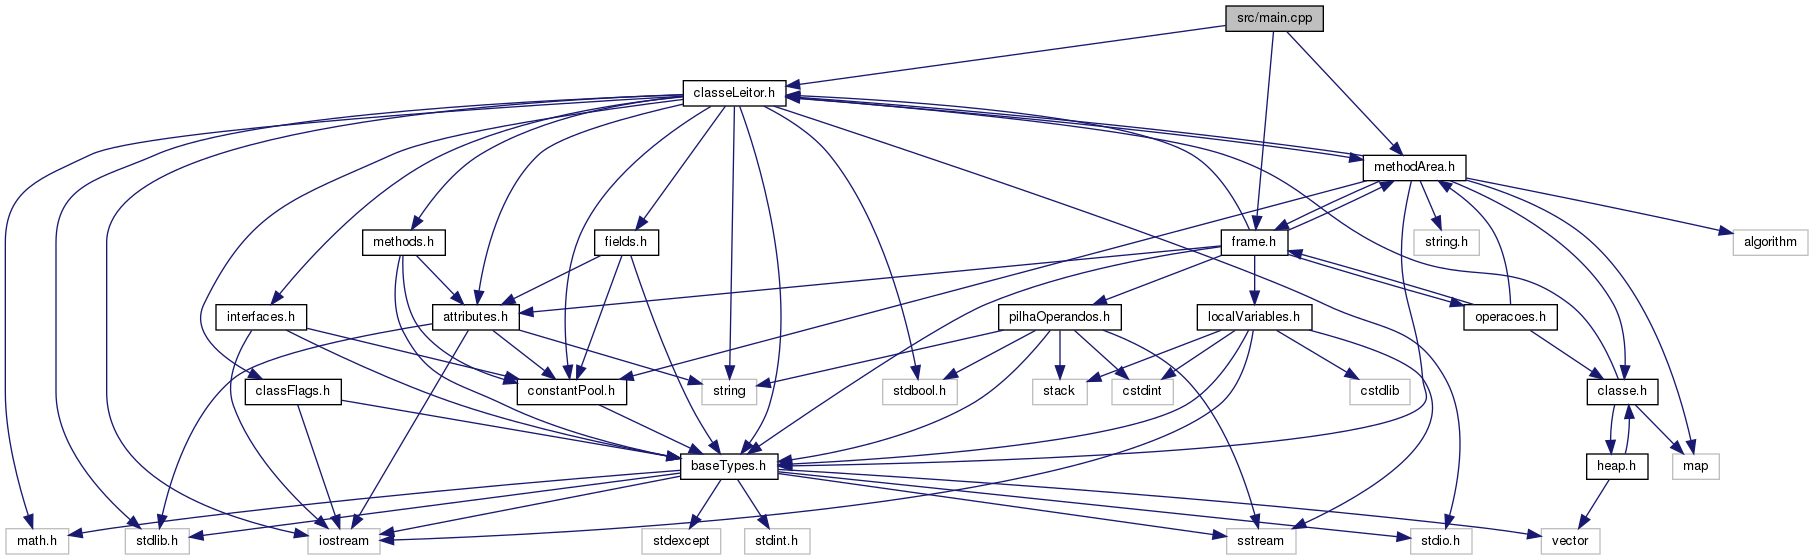 src/main.cpp
classeLeitor.h
methodArea.h
methods.h
fields.h
frame.h
string.h
algorithm
interfaces.h
attributes.h
pilhaOperandos.h
localVariables.h
operacoes.h
classFlags.h
constantPool.h
string
stdbool.h
stack
cstdint
cstdlib
classe.h
baseTypes.h
heap.h
map
math.h
stdlib.h
iostream
stdexcept
stdint.h
sstream
stdio.h
vector